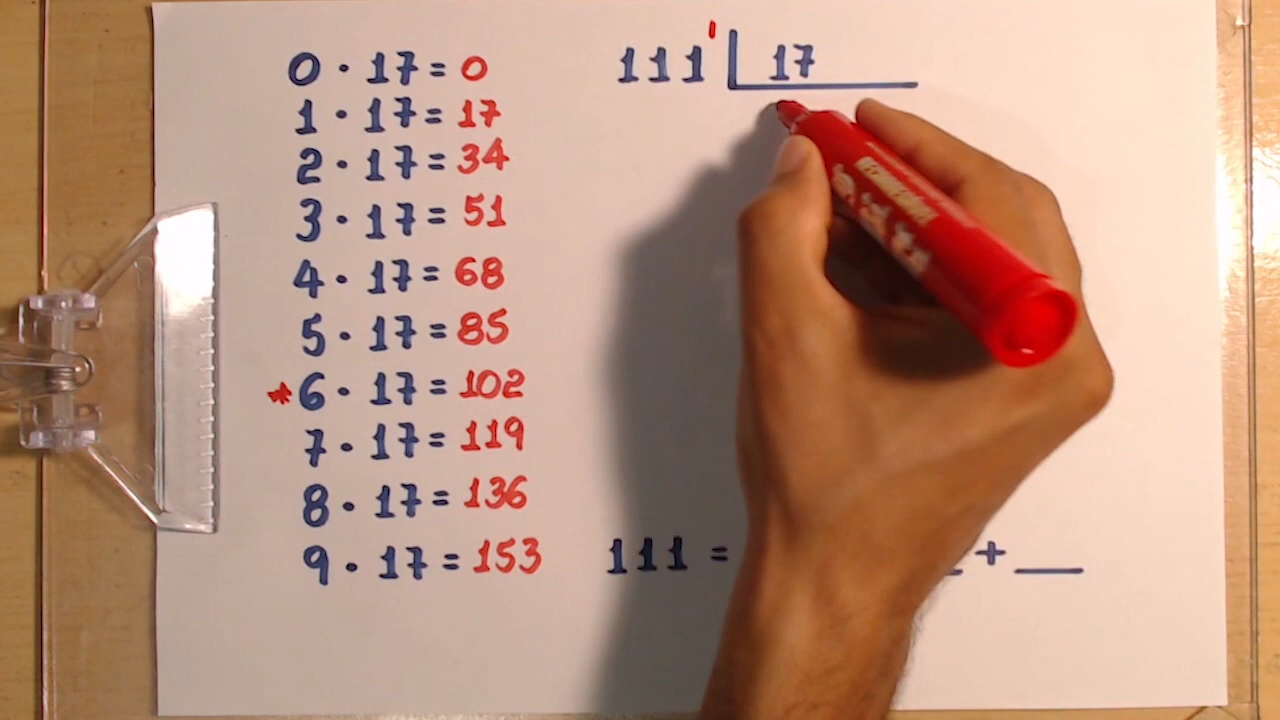 0 · 17 = 0
1 · 17 = 17
2 · 17 = 34
3 · 17 = 51
4 · 17 = 68
5 · 17 = 85
* 6 · 17 = 102
7 · 17 = 119
8 · 17 = 136
9 · 17 = 153
111' 17
111 = + __